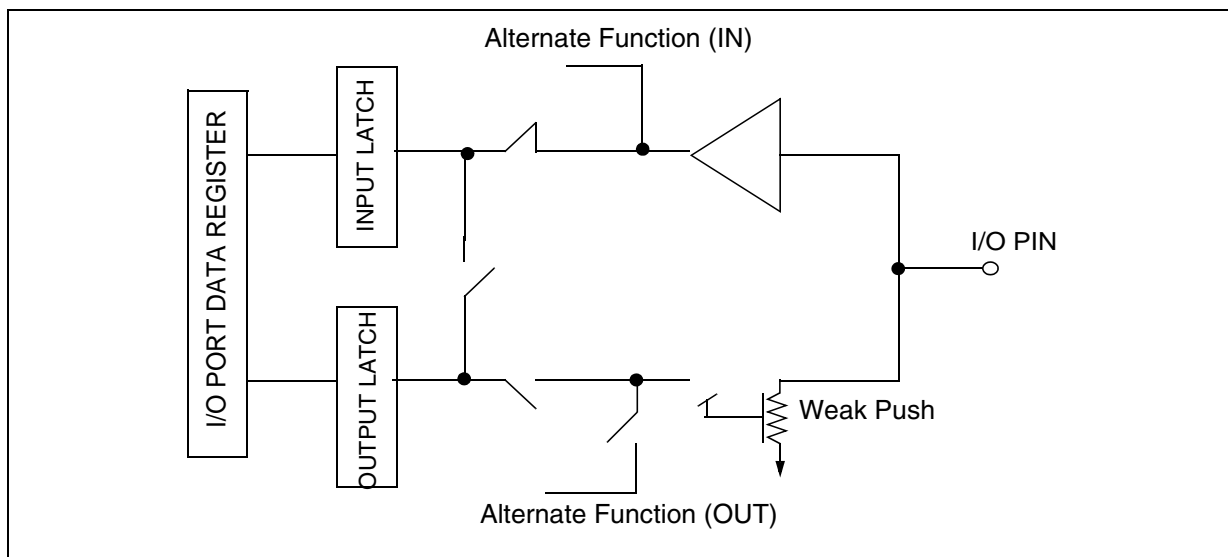 Alternate Function (IN)
I/O PORT DATA REGISTER
INPUT LATCH
I/O PIN
OUTPUT LATCH
Weak Push
Alternate Function (OUT)